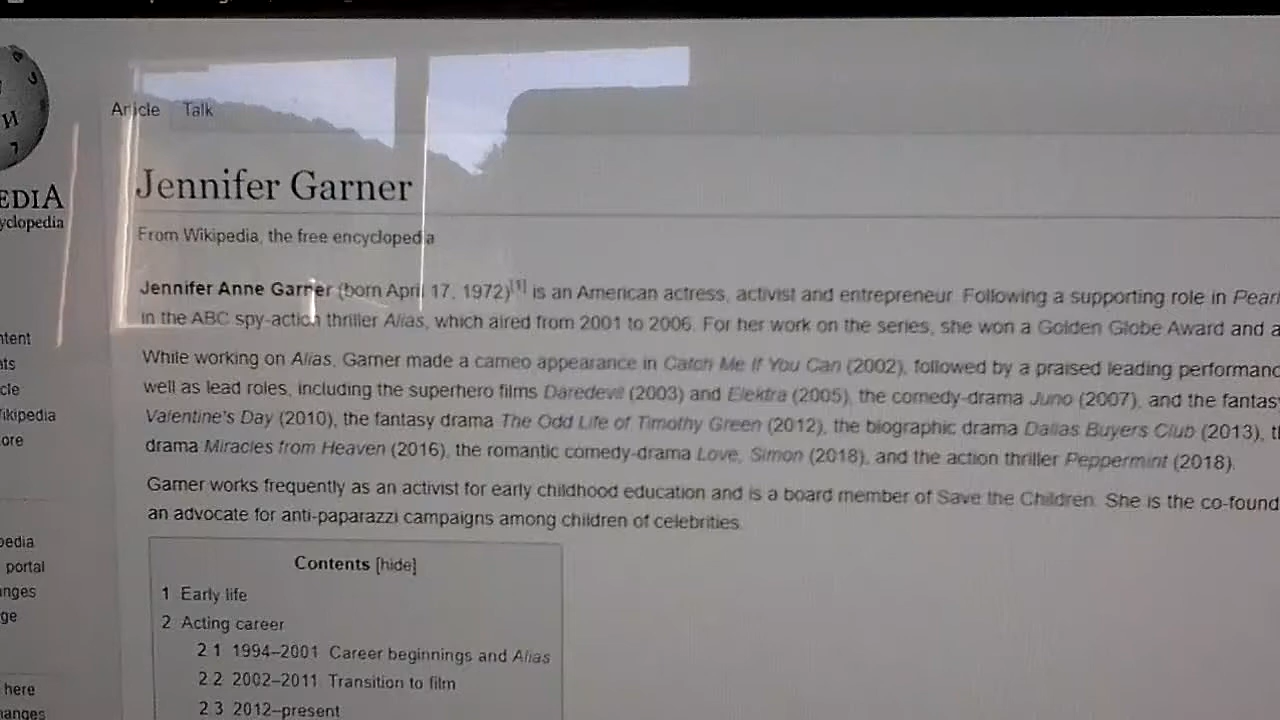 Article Talk
EDIA
yclopedia
Jennifer Garner
From Wikipedia, the free encyclopedia
Jennifer Anne Garner (born April 17, 1972)[1] is an American actress, activist and entrepreneur. Following a supporting role in Pearl
in the ABC spy-action thriller Alias, which aired from 2001 to 2006. For her work on the series, she won a Golden Globe Award and a
While working on Alias, Garner made a cameo appearance in Catch Me If You Can (2002), followed by a praised leading performanc
well as lead roles, including the superhero films Daredevil (2003) and Elektra (2005), the comedy-drama Juno (2007), and the fantasy
Valentine's Day (2010), the fantasy drama The Odd Life of Timothy Green (2012), the biographic drama Dallas Buyers Club (2013), th
drama Miracles from Heaven (2016), the romantic comedy-drama Love, Simon (2018), and the action thriller Peppermint (2018).
Garner works frequently as an activist for early childhood education and is a board member of Save the Children. She is the co-found
an advocate for anti-paparazzi campaigns among children of celebrities.
Contents [hide]
1 Early life
2 Acting career
2.1 1994–2001: Career beginnings and Alias
2.2 2002–2011: Transition to film
2.3 2012–present
ntent
nts
cle
ikipedia
ore
pedia
portal
anges
ge
here
hanges